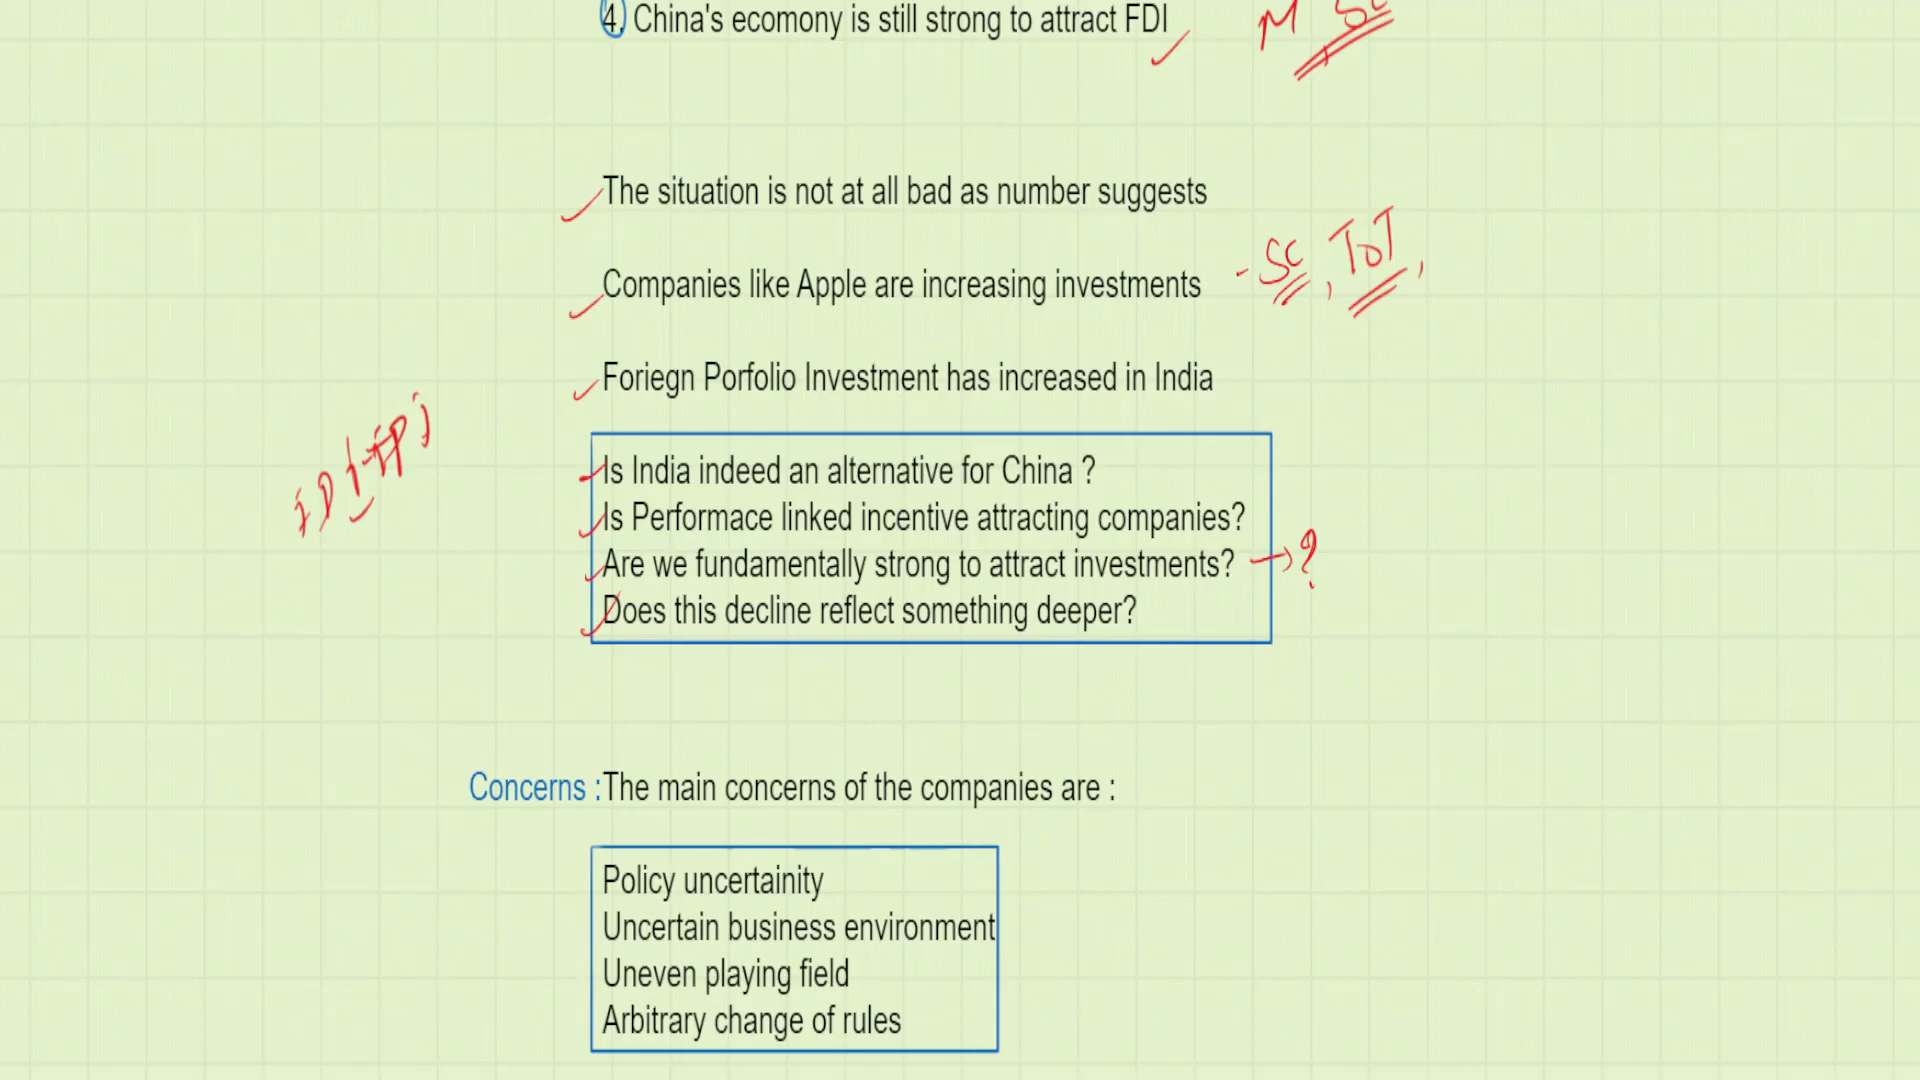 4. China's ecomony is still strong to attract FDI
The situation is not at all bad as number suggests
Companies like Apple are increasing investments - SC, TOT,
Foriegn Porfolio Investment has increased in India
Is India indeed an alternative for China ?
Is Performace linked incentive attracting companies?
Are we fundamentally strong to attract investments? → ?
Does this decline reflect something deeper?
Concerns : The main concerns of the companies are :
Policy uncertainity
Uncertain business environment
Uneven playing field
Arbitrary change of rules